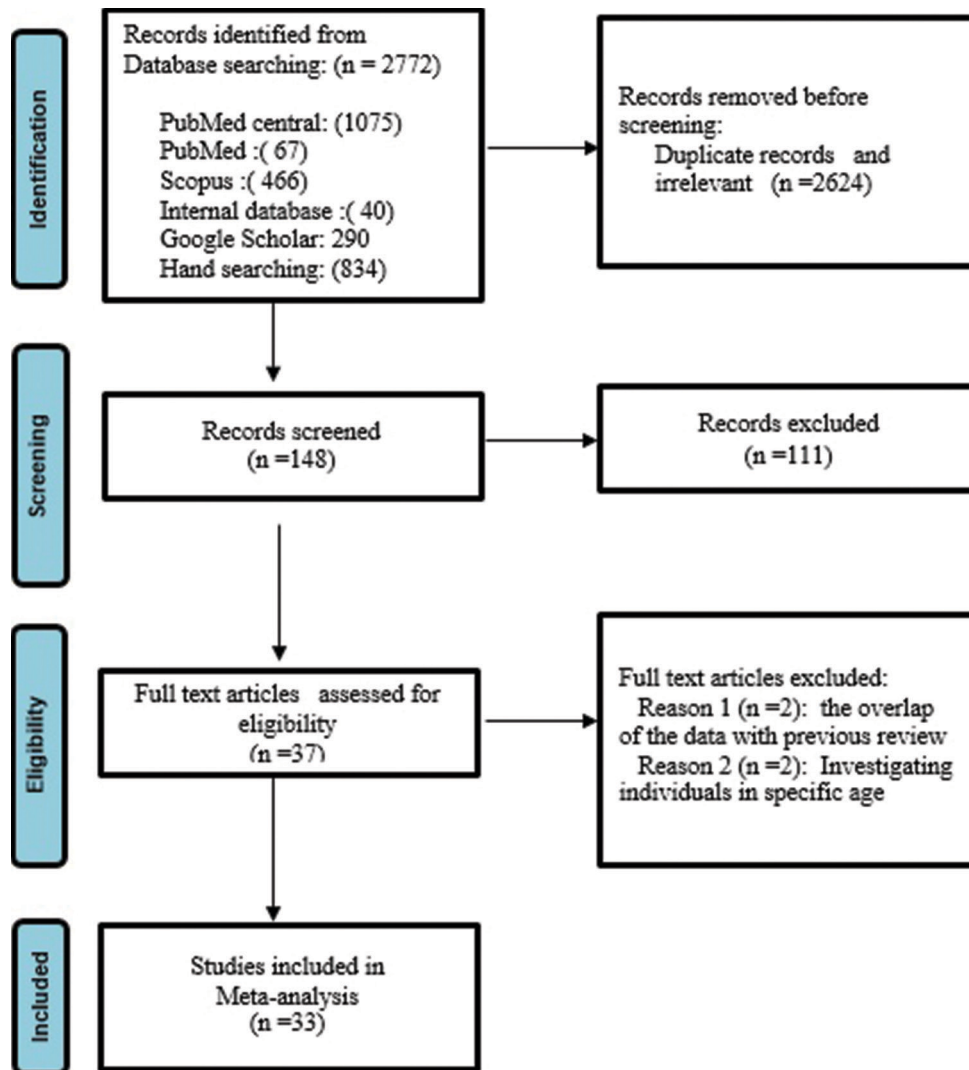 Identification
Records identified from
Database searching: (n = 2772)
PubMed central: (1075)
PubMed :( 67)
Scopus :( 466)
Internal database :( 40)
Google Scholar: 290
Hand searching: (834)
Records removed before
screening:
Duplicate records and
irrelevant (n =2624)
Screening
Records screened
(n =148)
Records excluded
(n =111)
Eligibility
Full text articles assessed for
eligibility
(n =37)
Full text articles excluded:
Reason 1 (n =2): the overlap
of the data with previous review
Reason 2 (n =2): Investigating
individuals in specific age
Included
Studies included in
Meta-analysis
(n =33)